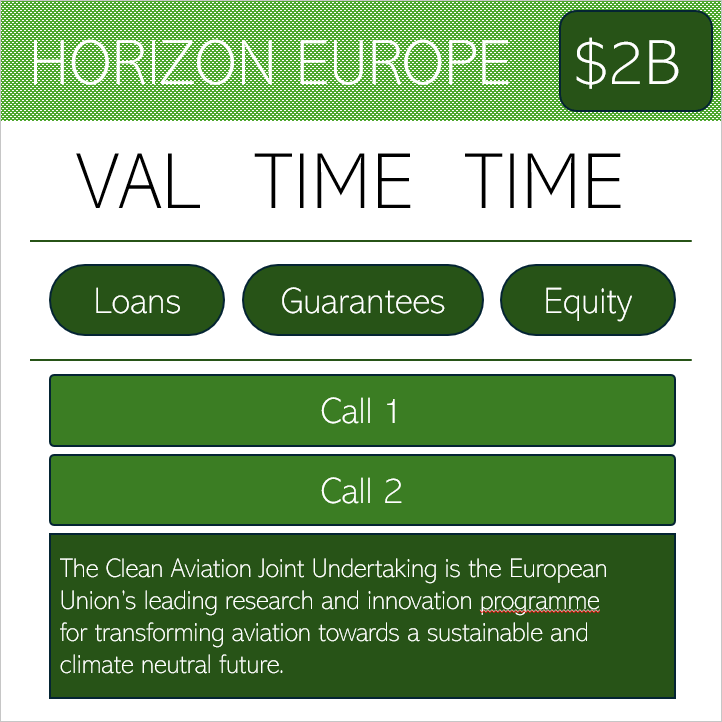 HORIZON EUROPE $2B
VAL TIME TIME
Loans Guarantees Equity
Call 1
Call 2
The Clean Aviation Joint Undertaking is the European
Union's leading research and innovation programme
for transforming aviation towards a sustainable and
climate neutral future.